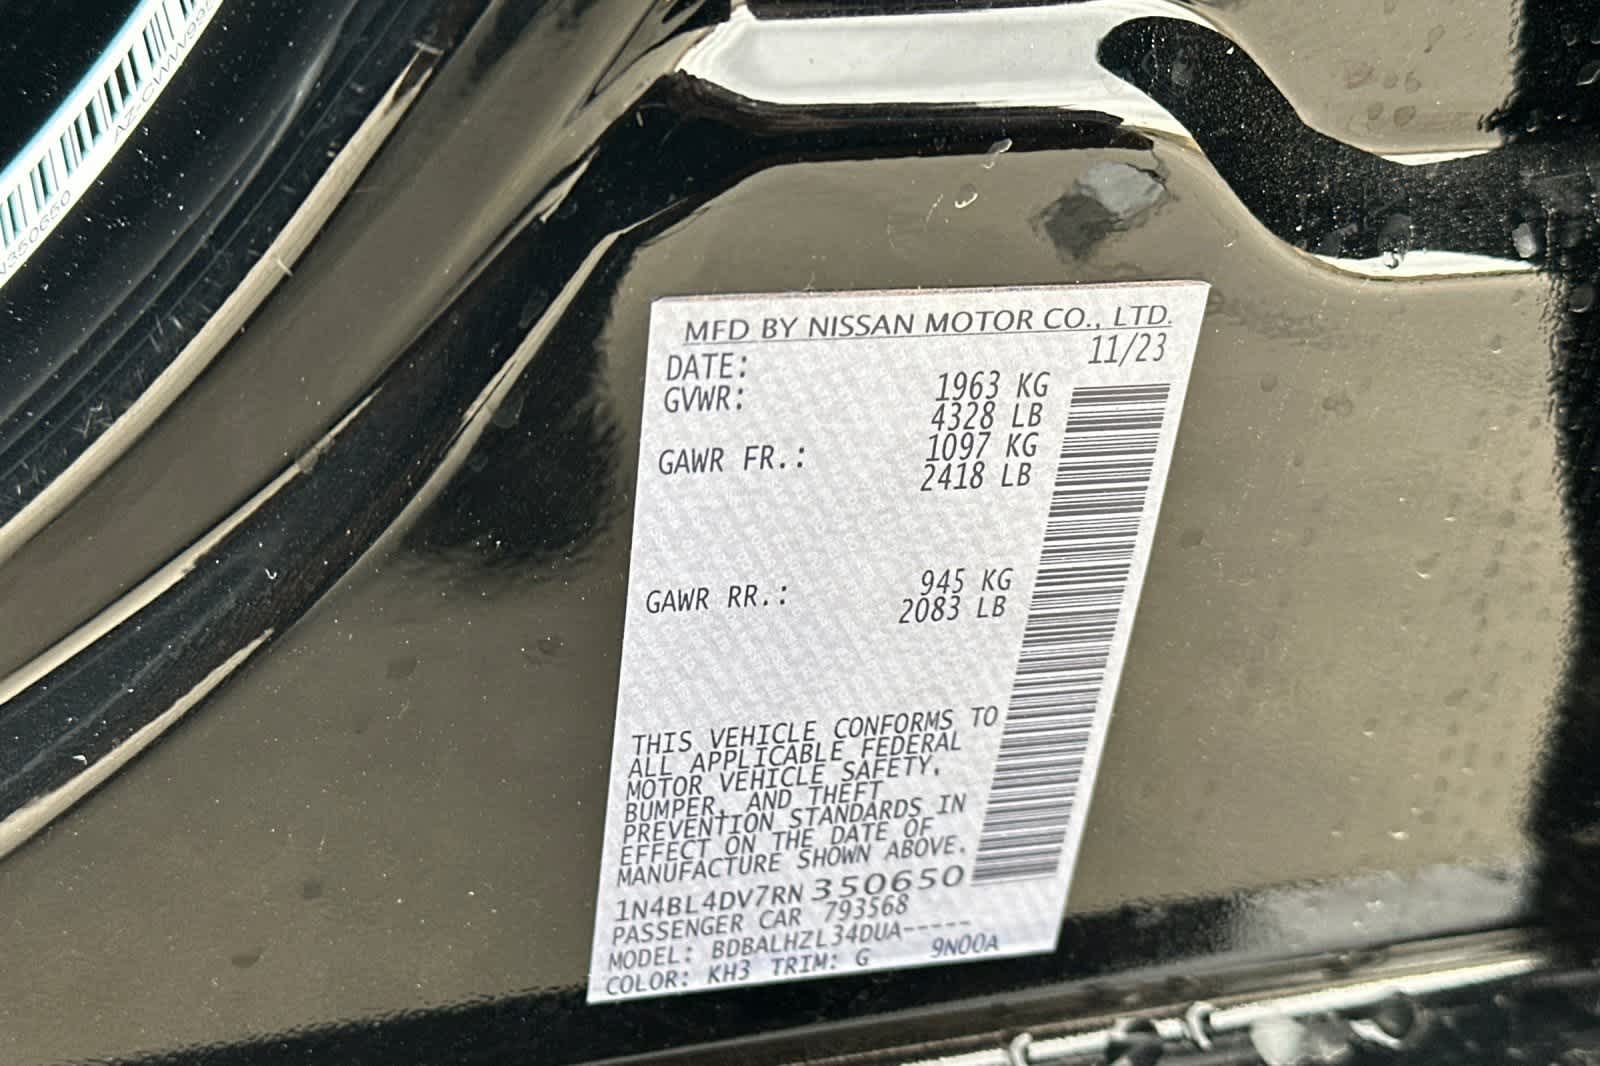 N350650
MFD BY NISSAN MOTOR CO., LTD.
DATE: 11/23
GVWR: 1963 KG
4328 LB
GAWR FR.: 1097 KG
2418 LB
GAWR RR.: 945 KG
2083 LB
THIS VEHICLE CONFORMS TO
ALL APPLICABLE FEDERAL
MOTOR VEHICLE SAFETY,
BUMPER, AND THEFT
PREVENTION STANDARDS IN
EFFECT ON THE DATE OF
MANUFACTURE SHOWN ABOVE.
1N4BL4DV7RN350650
PASSENGER CAR 793568
MODEL: BDBALHZL34DUA-----
COLOR: KH3 TRIM: G 9N00A